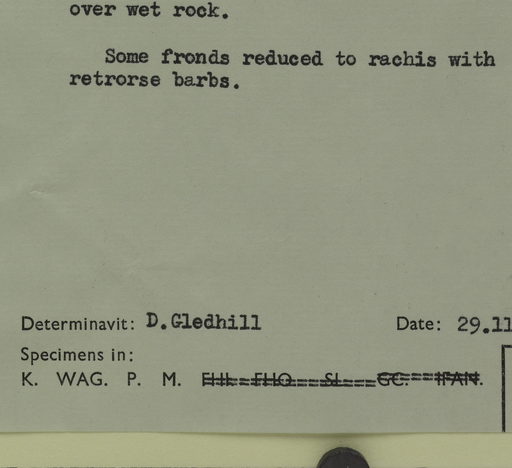 over wet rock.
Some fronds reduced to rachis with
retrorse barbs.
Determinavit: D.Gledhill Date: 29.11
Specimens in:
K. WAG. P. M. FHI. FHO. SL. GC. IFAN.